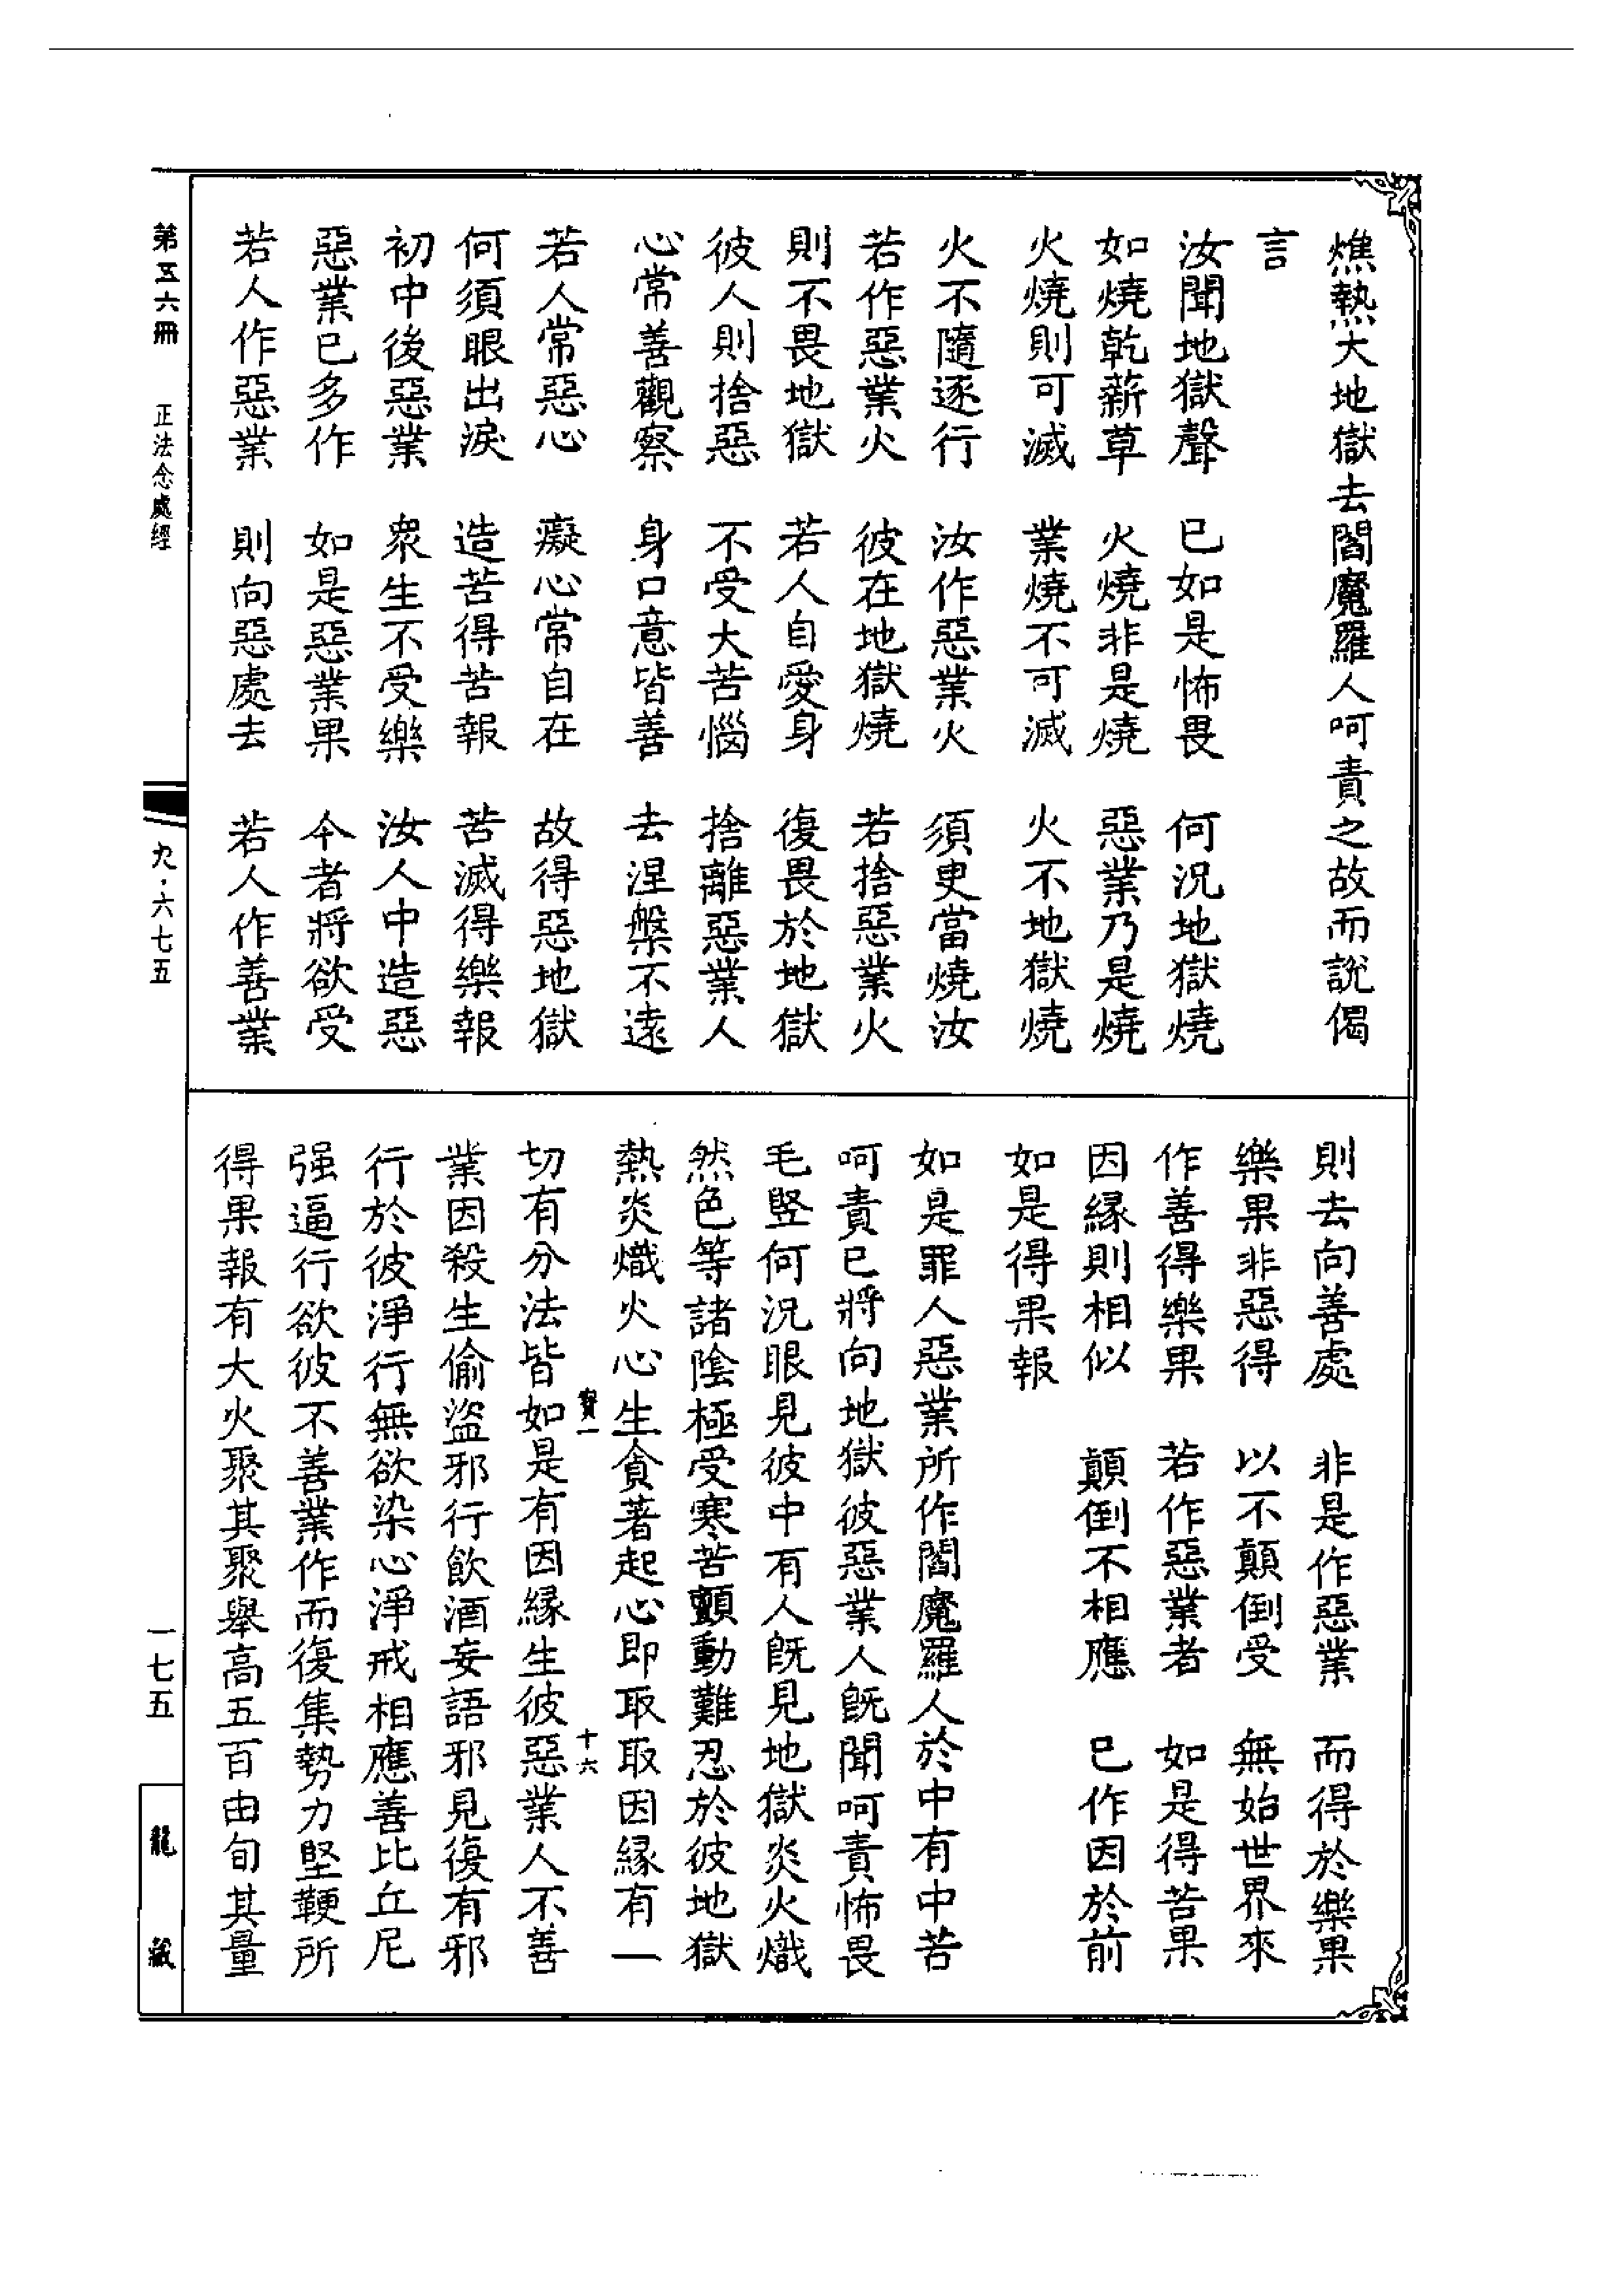 燋熱大地獄去閻魔羅人呵責之故而說偈
言
汝聞地獄聲　已如是怖畏　何況地獄燒
如燒乾薪草　火燒非是燒　惡業乃是燒
火燒則可滅　業燒不可滅　火不地獄燒
火不隨逐行　汝作惡業火　須更當燒汝
若作惡業火　彼在地獄燒　若捨惡業火
則不畏地獄　若人自愛身　復畏於地獄
彼人則捨惡　不受大苦惱　捨離惡業人
心常善觀察　身口意皆善　去涅槃不遠
若人常惡心　癡心常自在　故得惡地獄
何須眼出淚　造苦得苦報　苦滅得樂報
初中後惡業　衆生不受樂　汝人中造惡
惡業已多作　如是惡業果　今者將欲受
若人作惡業　則向惡處去　若人作善業
則去向善處　非是作惡業　而得於樂果
樂果非惡得　以不顛倒受　無始世界來
作善得樂果　若作惡業者　如是得苦果
因緣則相似　顛倒不相應　已作因於前
如是得果報
如是罪人惡業所作閻魔羅人於中有中若
呵責已將向地獄彼惡業人既聞呵責怖畏
毛豎何況眼見彼中有人既見地獄炎火熾
然色等諸陰極受寒苦顫動難忍於彼地獄
熱炎熾火心生貪著起心即取取因緣有一
寶一　十六
切有分法皆如是有因緣生彼惡業人不善
業因殺生偷盜邪行飲酒妄語邪見復有邪
行於彼淨行無欲染心淨戒相應善比丘尼
强逼行欲彼不善業作而復集勢力堅鞕所
得果報有大火聚其聚舉高五百由旬其量
第五六冊　正法念處經　九·六七五　一七五　龍藏